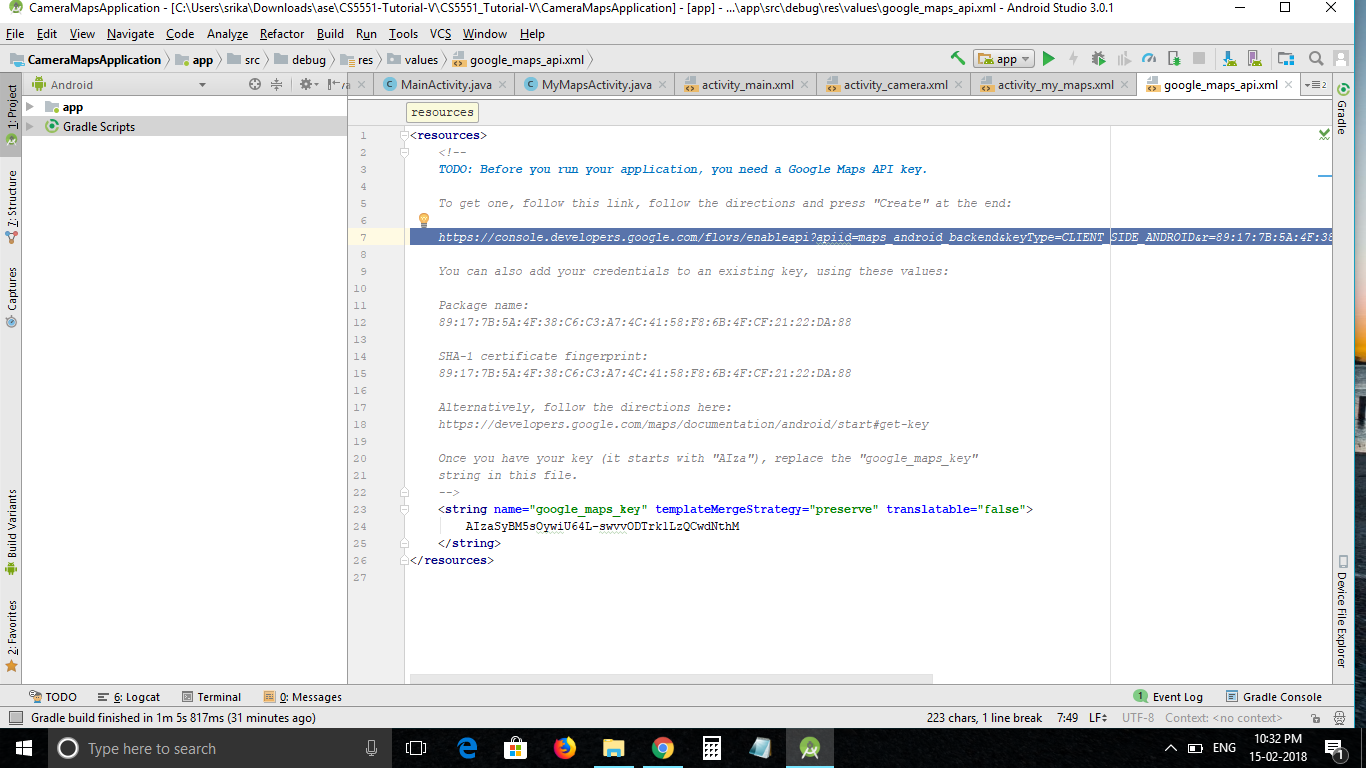 CameraMapsApplication - [C:\Users\srika\Downloads\ase\CS5551-Tutorial-V\CS5551_Tutorial-V\CameraMapsApplication] - [app] - ...\app\src\debug\res\values\google_maps_api.xml - Android Studio 3.0.1
File Edit View Navigate Code Analyze Refactor Build Run Tools VCS Window Help
CameraMapsApplication app src debug res values google_maps_api.xml app
Android MainActivity.java MyMapsActivity.java activity_main.xml activity_camera.xml activity_my_maps.xml google_maps_api.xml
1: Project
7: Structure
Captures
Build Variants
2: Favorites
app
Gradle Scripts
resources
1 <resources>
2 <!--
3 TODO: Before you run your application, you need a Google Maps API key.
4
5 To get one, follow this link, follow the directions and press "Create" at the end:
6
7 https://console.developers.google.com/flows/enableapi?apiid=maps_android_backend&keyType=CLIENT_SIDE_ANDROID&r=89:17:7B:5A:4F:38
8
9 You can also add your credentials to an existing key, using these values:
10
11 Package name:
12 89:17:7B:5A:4F:38:C6:C3:A7:4C:41:58:F8:6B:4F:CF:21:22:DA:88
13
14 SHA-1 certificate fingerprint:
15 89:17:7B:5A:4F:38:C6:C3:A7:4C:41:58:F8:6B:4F:CF:21:22:DA:88
16
17 Alternatively, follow the directions here:
18 https://developers.google.com/maps/documentation/android/start#get-key
19
20 Once you have your key (it starts with "AIza"), replace the "google_maps_key"
21 string in this file.
22 -->
23 <string name="google_maps_key" templateMergeStrategy="preserve" translatable="false">
24 AIzaSyBM5sOywiU64L-swvvODTrk1LzQCwdNthM
25 </string>
26 </resources>
27
Gradle
Device File Explorer
TODO 6: Logcat Terminal 0: Messages 1 Event Log Gradle Console
Gradle build finished in 1m 5s 817ms (31 minutes ago) 223 chars, 1 line break 7:49 LF UTF-8 Context: <no context>
Type here to search ENG 10:32 PM
15-02-2018 1